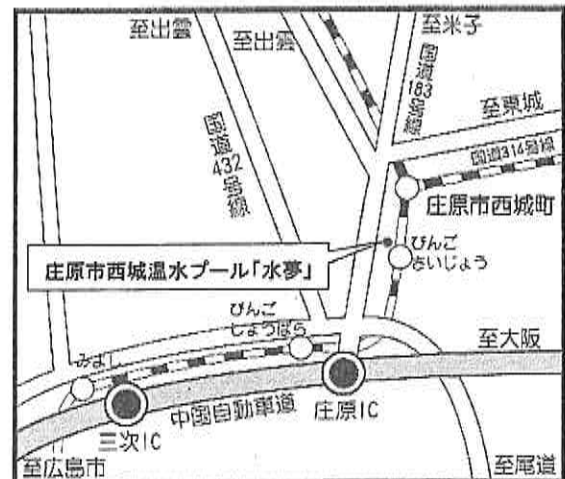 至出雲
至出雲
至米子
国道183号線
至東城
国道432号線
国道314号線
庄原市西城町
庄原市西城温水プール「水夢」
びんご
さいじょう
びんご
しょうばら
至大阪
みよし
中国自動車道
庄原IC
三次IC
至広島市
至尾道